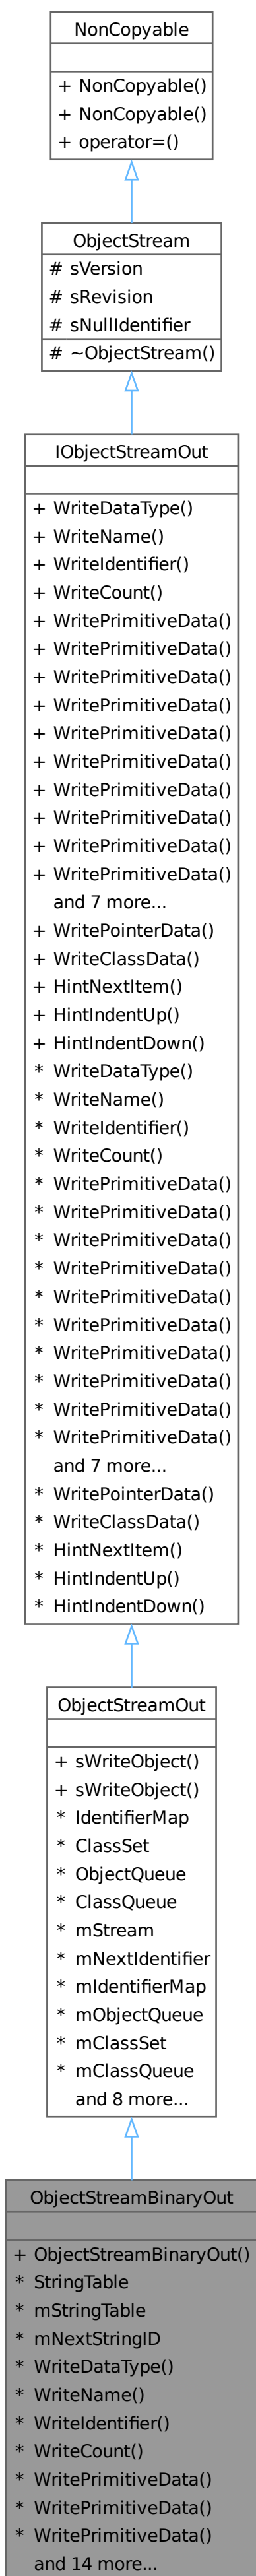 NonCopyable
+ NonCopyable()
+ NonCopyable()
+ operator=()
ObjectStream
# sVersion
# sRevision
# sNullIdentifier
# ~ObjectStream()
IObjectStreamOut
+ WriteDataType()
+ WriteName()
+ WriteIdentifier()
+ WriteCount()
+ WritePrimitiveData()
+ WritePrimitiveData()
+ WritePrimitiveData()
+ WritePrimitiveData()
+ WritePrimitiveData()
+ WritePrimitiveData()
+ WritePrimitiveData()
+ WritePrimitiveData()
+ WritePrimitiveData()
+ WritePrimitiveData()
and 7 more...
+ WritePointerData()
+ WriteClassData()
+ HintNextItem()
+ HintIndentUp()
+ HintIndentDown()
* WriteDataType()
* WriteName()
* WriteIdentifier()
* WriteCount()
* WritePrimitiveData()
* WritePrimitiveData()
* WritePrimitiveData()
* WritePrimitiveData()
* WritePrimitiveData()
* WritePrimitiveData()
* WritePrimitiveData()
* WritePrimitiveData()
* WritePrimitiveData()
* WritePrimitiveData()
and 7 more...
* WritePointerData()
* WriteClassData()
* HintNextItem()
* HintIndentUp()
* HintIndentDown()
ObjectStreamOut
+ sWriteObject()
+ sWriteObject()
* IdentifierMap
* ClassSet
* ObjectQueue
* ClassQueue
* mStream
* mNextIdentifier
* mIdentifierMap
* mObjectQueue
* mClassSet
* mClassQueue
and 8 more...
ObjectStreamBinaryOut
+ ObjectStreamBinaryOut()
* StringTable
* mStringTable
* mNextStringID
* WriteDataType()
* WriteName()
* WriteIdentifier()
* WriteCount()
* WritePrimitiveData()
* WritePrimitiveData()
* WritePrimitiveData()
and 14 more...